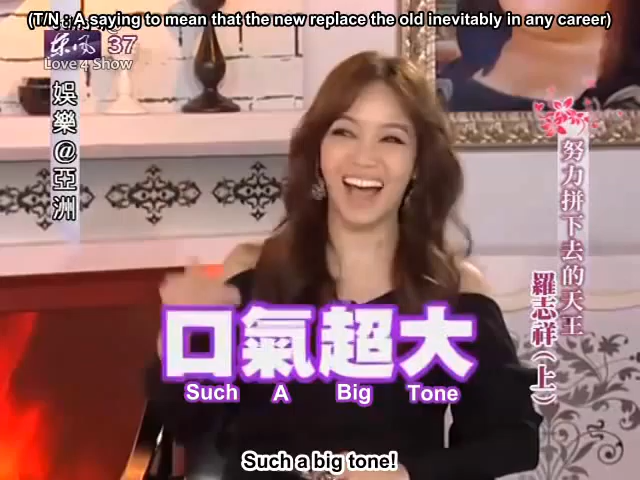 (T/N : A saying to mean that the new replace the old inevitably in any career)
東風 37
Love 4 Show
娛樂@亞洲
努力拼下去的天王
羅志祥(上)
口氣超大
Such A Big Tone
Such a big tone!